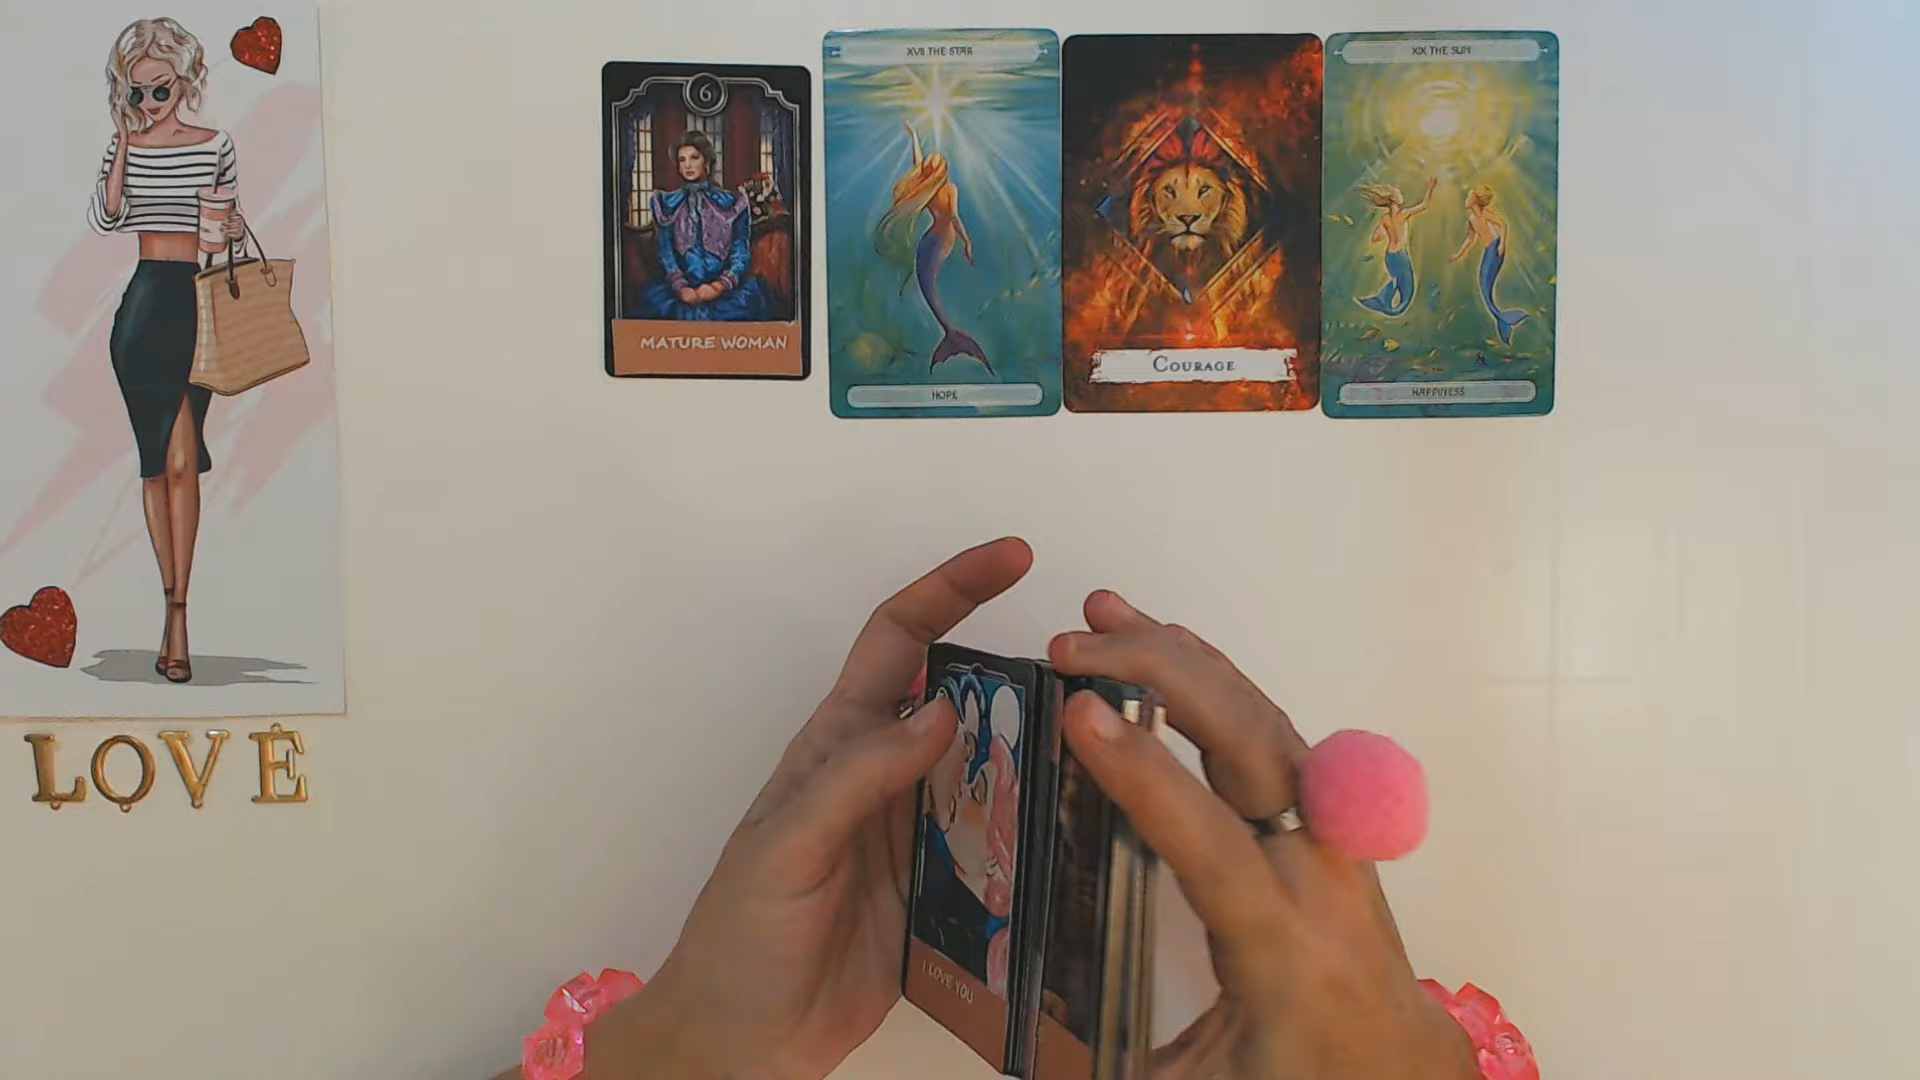 6
MATURE WOMAN
XVII THE STAR
HOPE
COURAGE
XIX THE SUN
HAPPINESS
I LOVE YOU
LOVE